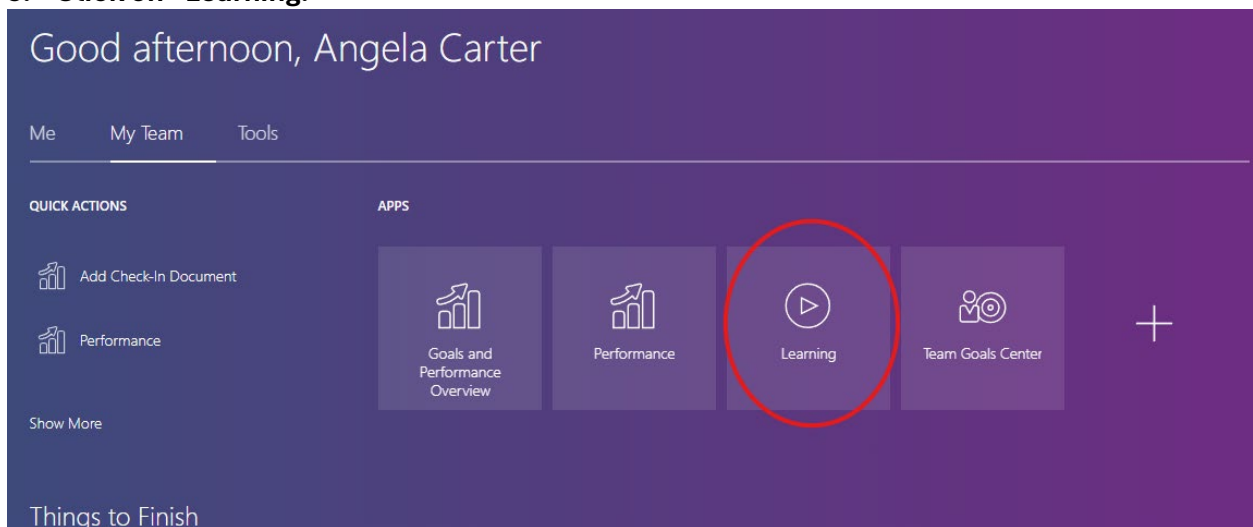 Good afternoon, Angela Carter
Me My Team Tools
QUICK ACTIONS
APPS
Add Check-In Document
Performance
Show More
Goals and
Performance
Overview
Performance
Learning
Team Goals Center
Things to Finish